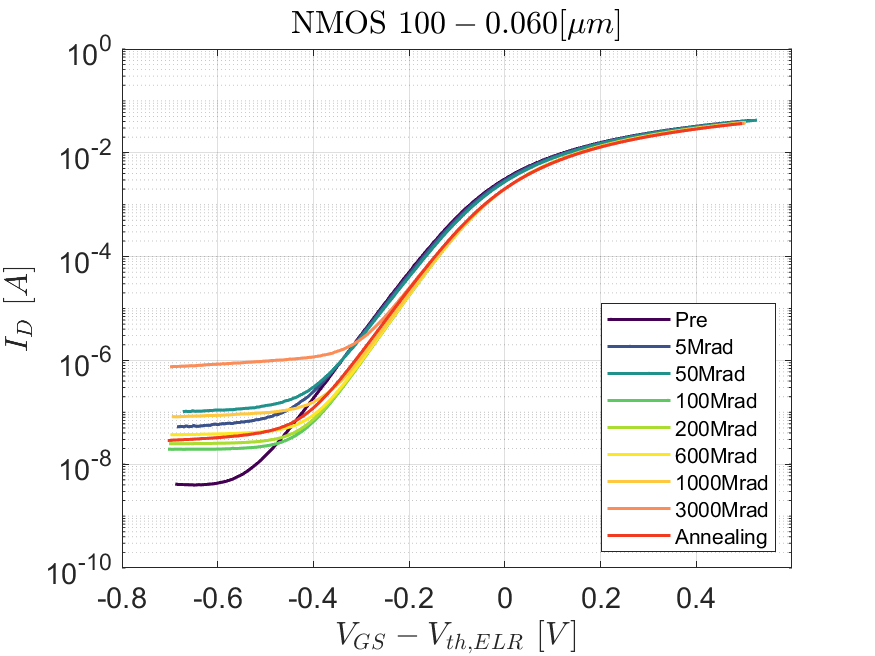 NMOS 100 − 0.060[μm]
10^0
10^-2
10^-4
10^-6
10^-8
10^-10
I_D [A]
Pre
5Mrad
50Mrad
100Mrad
200Mrad
600Mrad
1000Mrad
3000Mrad
Annealing
-0.8 -0.6 -0.4 -0.2 0 0.2 0.4
V_GS − V_th,ELR [V]